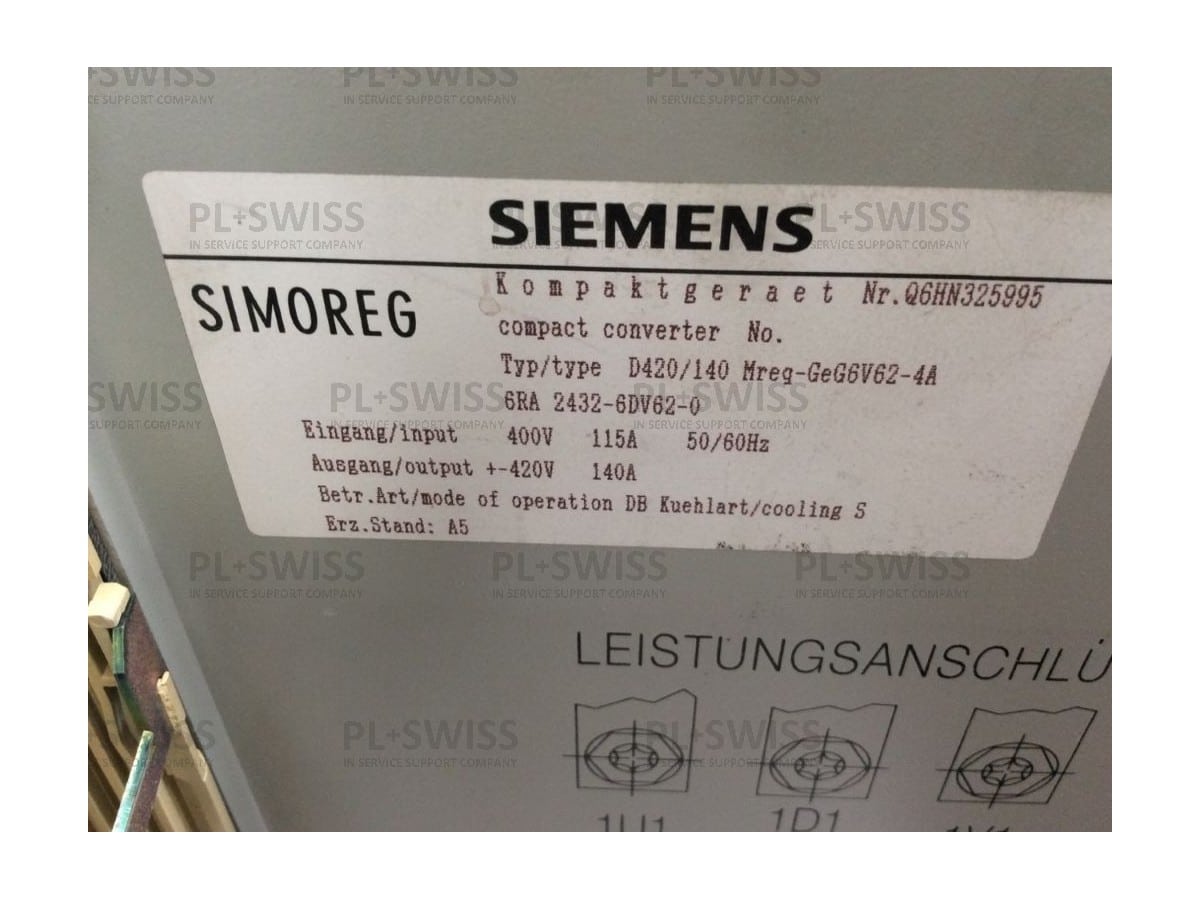 SIEMENS
SIMOREG
Kompaktgeraet Nr.Q6HN325995
compact converter No.
Typ/type D420/140 Mreg-GeG6V62-4A
6RA 2432-6DV62-0
Eingang/input 400V 115A 50/60Hz
Ausgang/output +-420V 140A
Betr.Art/mode of operation DB Kuehlart/cooling S
Erz.Stand: A5
LEISTUNGSANSCHLÜ
1U1 1D1 1V1
PL+SWISS
IN SERVICE SUPPORT COMPANY